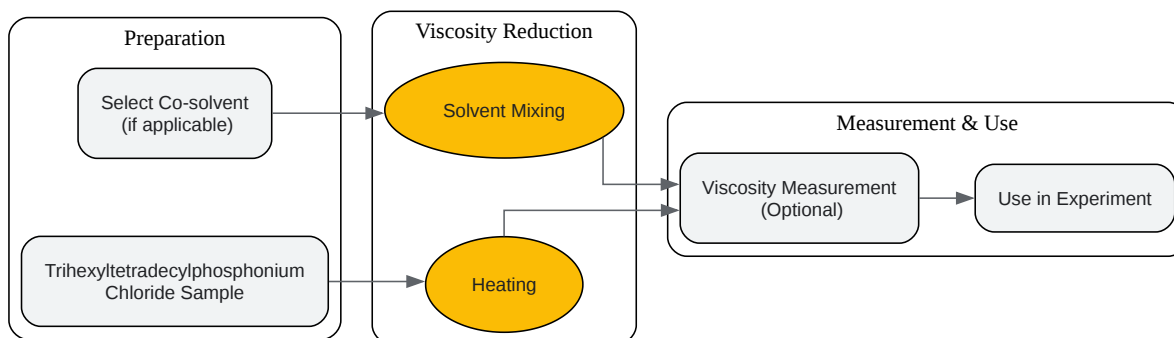 Preparation
Select Co-solvent
(if applicable)
Trihexyltetradecylphosphonium
Chloride Sample
Viscosity Reduction
Solvent Mixing
Heating
Measurement & Use
Viscosity Measurement
(Optional)
Use in Experiment